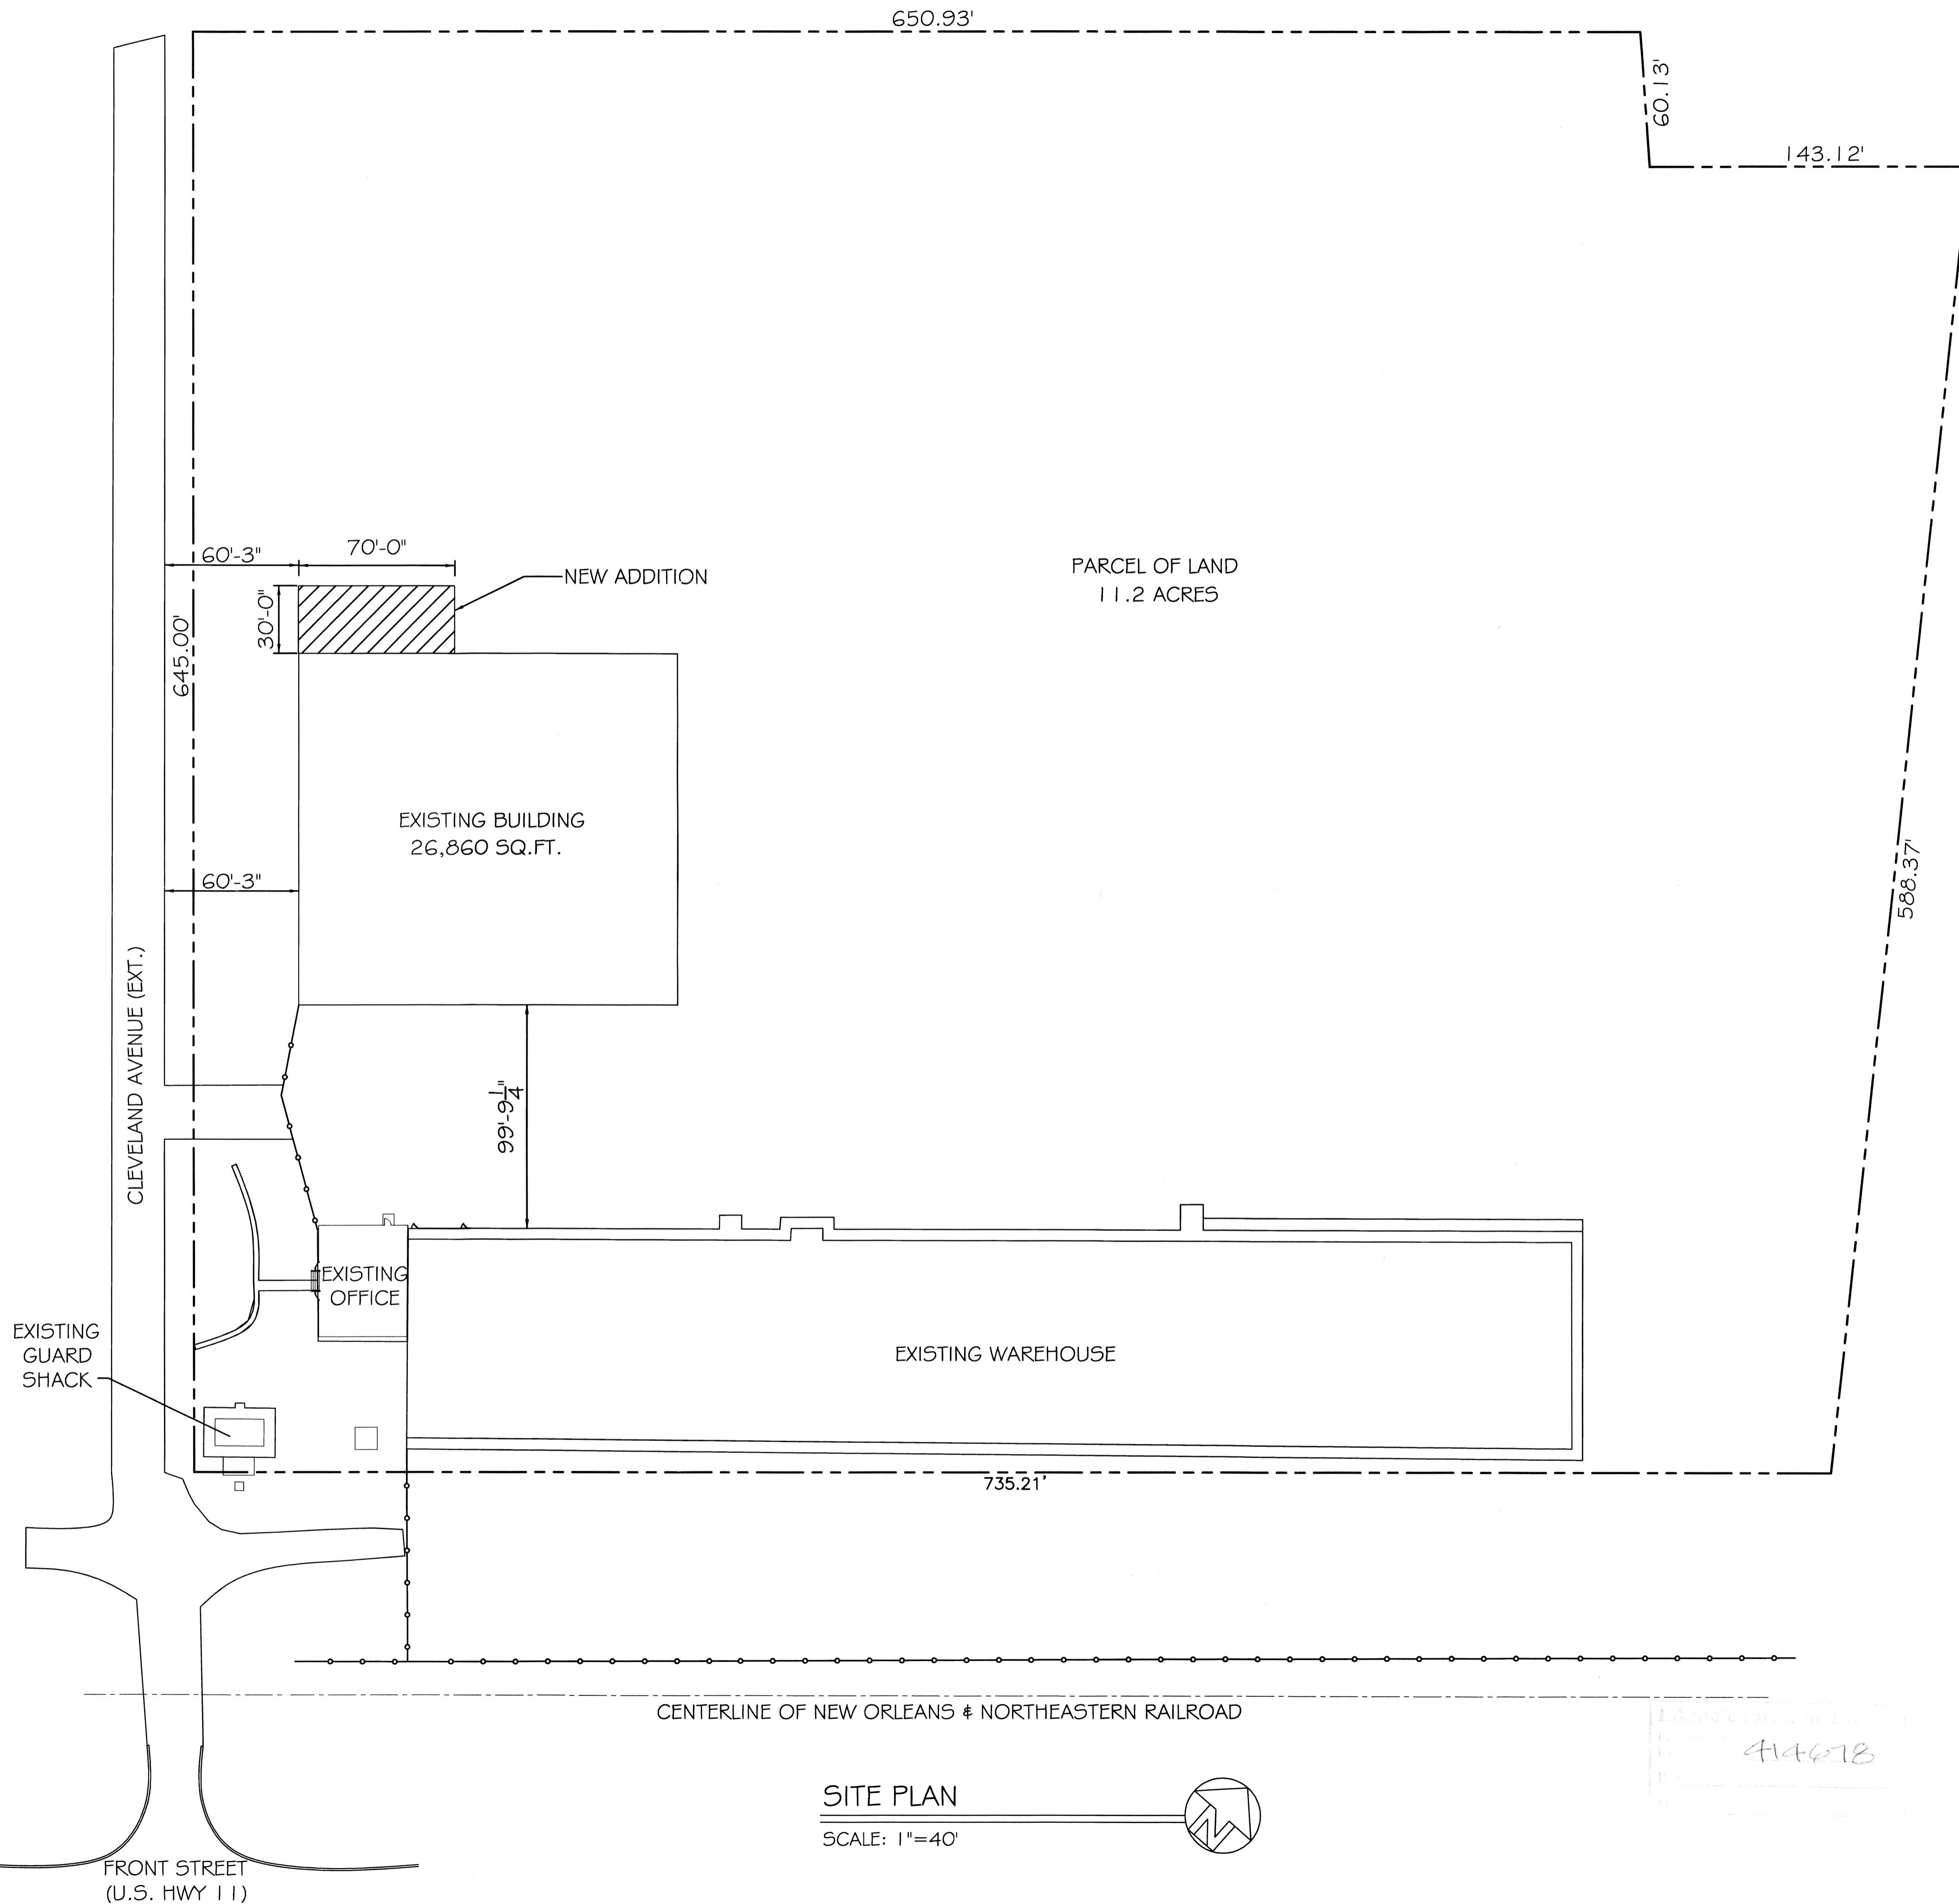 650.93'
60.13'
143.12'
60'-3"
70'-0"
NEW ADDITION
30'-0"
645.00'
PARCEL OF LAND
11.2 ACRES
EXISTING BUILDING
26,860 SQ.FT.
60'-3"
588.37'
CLEVELAND AVENUE (EXT.)
99'-9 1/4"
EXISTING
OFFICE
EXISTING
GUARD
SHACK
EXISTING WAREHOUSE
735.21'
CENTERLINE OF NEW ORLEANS & NORTHEASTERN RAILROAD
414678
SITE PLAN
SCALE: 1"=40'
N
FRONT STREET
(U.S. HWY 11)